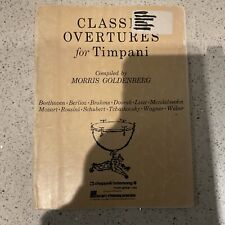 CLASSIC
OVERTURES
for Timpani
Compiled by
MORRIS GOLDENBERG
Beethoven • Berlioz • Brahms • Dvorak • Liszt • Mendelssohn
Mozart • Rossini • Schubert • Tchaikovsky • Wagner • Weber